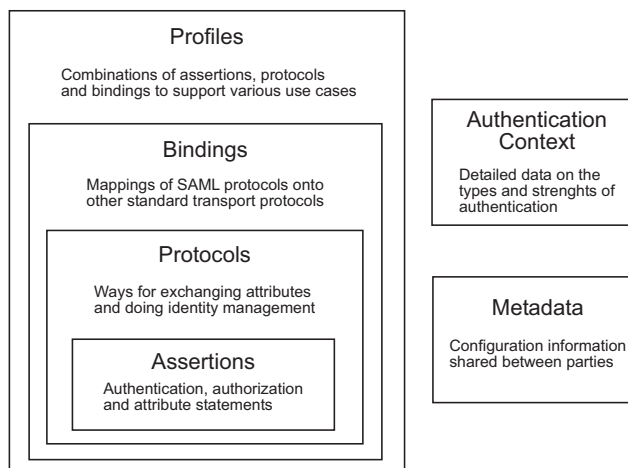 Profiles
Combinations of assertions, protocols
and bindings to support various use cases
Bindings
Mappings of SAML protocols onto
other standard transport protocols
Protocols
Ways for exchanging attributes
and doing identity management
Assertions
Authentication, authorization
and attribute statements
Authentication
Context
Detailed data on the
types and strenghts of
authentication
Metadata
Configuration information
shared between parties